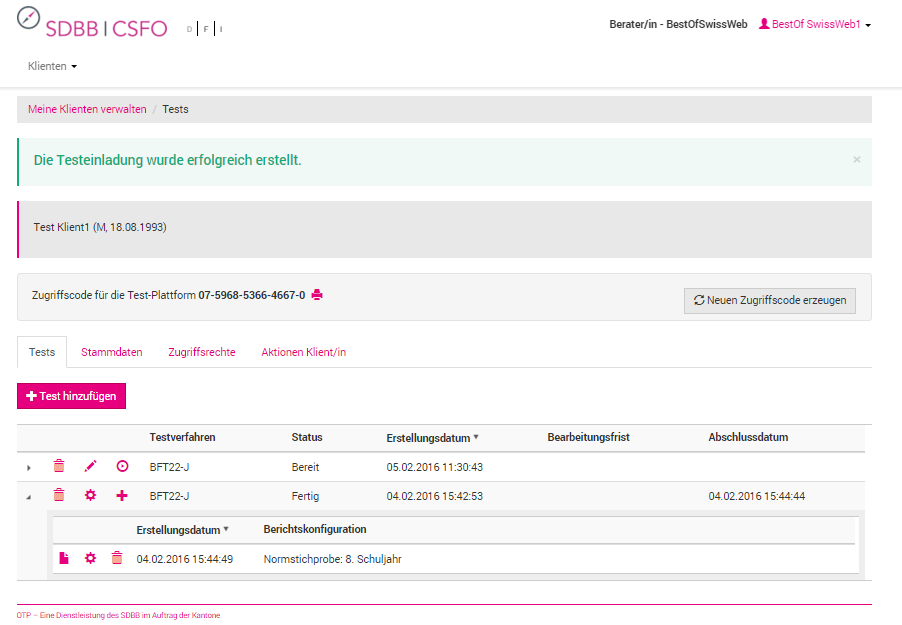 SDBB | CSFO D | F | I
Berater/in - BestOfSwissWeb BestOf SwissWeb1
Klienten
Meine Klienten verwalten / Tests
Die Testeinladung wurde erfolgreich erstellt. ×
Test Klient1 (M, 18.08.1993)
Zugriffscode für die Test-Plattform 07-5968-5366-4667-0
Neuen Zugriffscode erzeugen
Tests Stammdaten Zugriffsrechte Aktionen Klient/in
Test hinzufügen
Testverfahren Status Erstellungsdatum Bearbeitungsfrist Abschlussdatum
BFT22-J Bereit 05.02.2016 11:30:43
BFT22-J Fertig 04.02.2016 15:42:53 04.02.2016 15:44:44
Erstellungsdatum Berichtskonfiguration
04.02.2016 15:44:49 Normstichprobe: 8. Schuljahr
OTP – Eine Dienstleistung des SDBB im Auftrag der Kantone